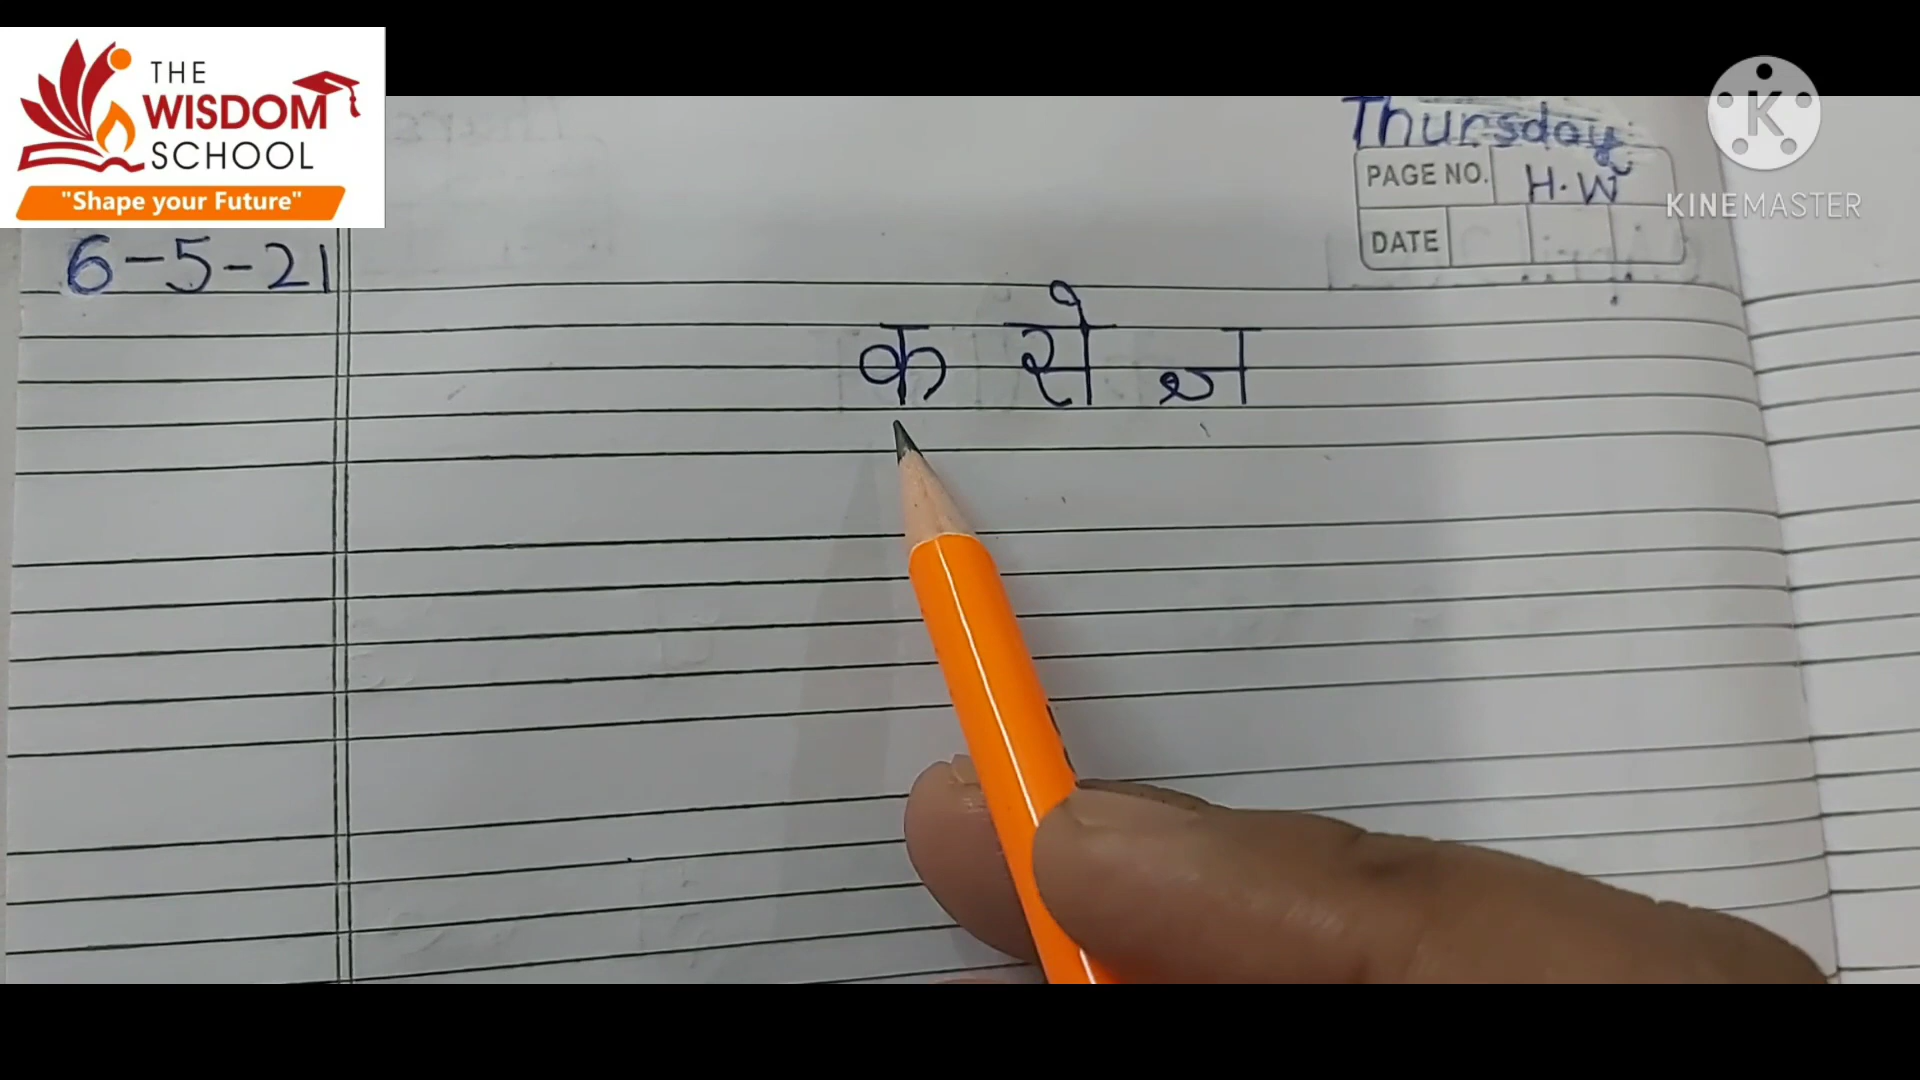 THE
WISDOM
SCHOOL
"Shape your Future"
Thursday
PAGE NO. H.W
DATE
K
KINEMASTER
6-5-21
क से ज